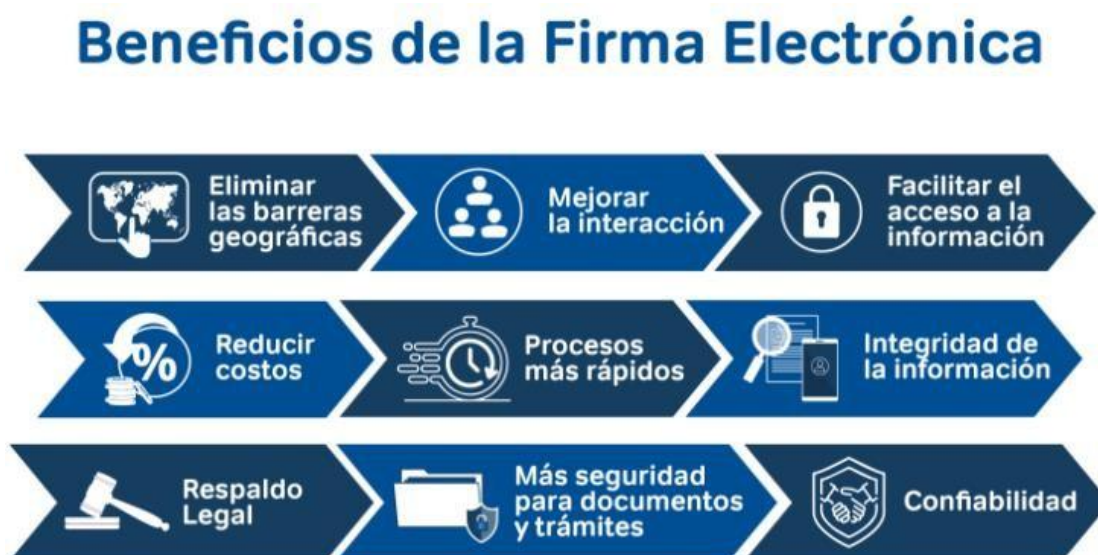 Beneficios de la Firma Electrónica
Eliminar
las barreras
geográficas
Mejorar
la interacción
Facilitar el
acceso a la
información
Reducir
costos
%
Procesos
más rápidos
Integridad de
la información
Respaldo
Legal
Más seguridad
para documentos
y trámites
Confiabilidad